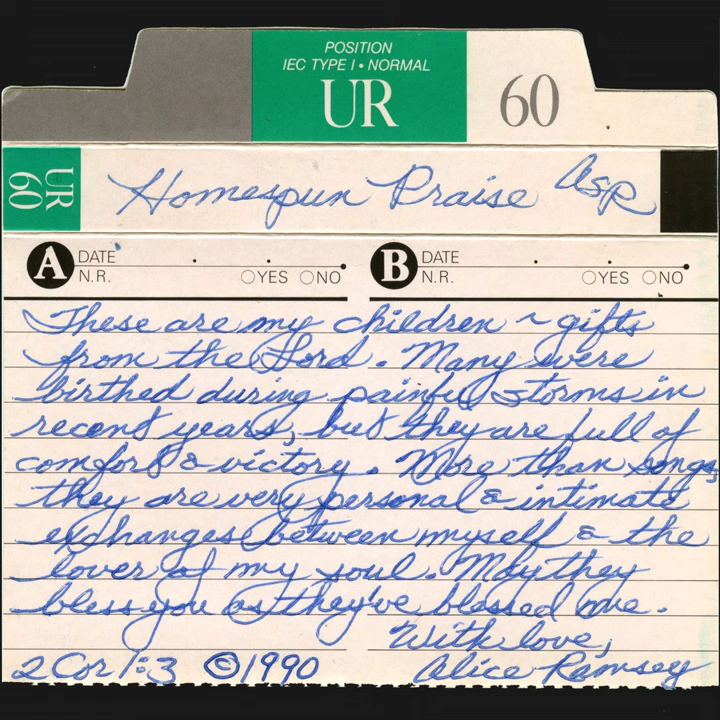 POSITION
IEC TYPE I • NORMAL
UR
60
UR
60
Homespun Praise ASR
A DATE
N.R. YES NO
B DATE
N.R. YES NO
These are my children ~ gifts
from the Lord. Many were
birthed during painful storms in
recent years, but they are full of
comfort & victory. More than songs,
they are very personal & intimate
exchanges between myself & the
lover of my soul. May they
bless you as they've blessed me.
With love,
2 Cor 1:3 ©1990 Alice Ramsey